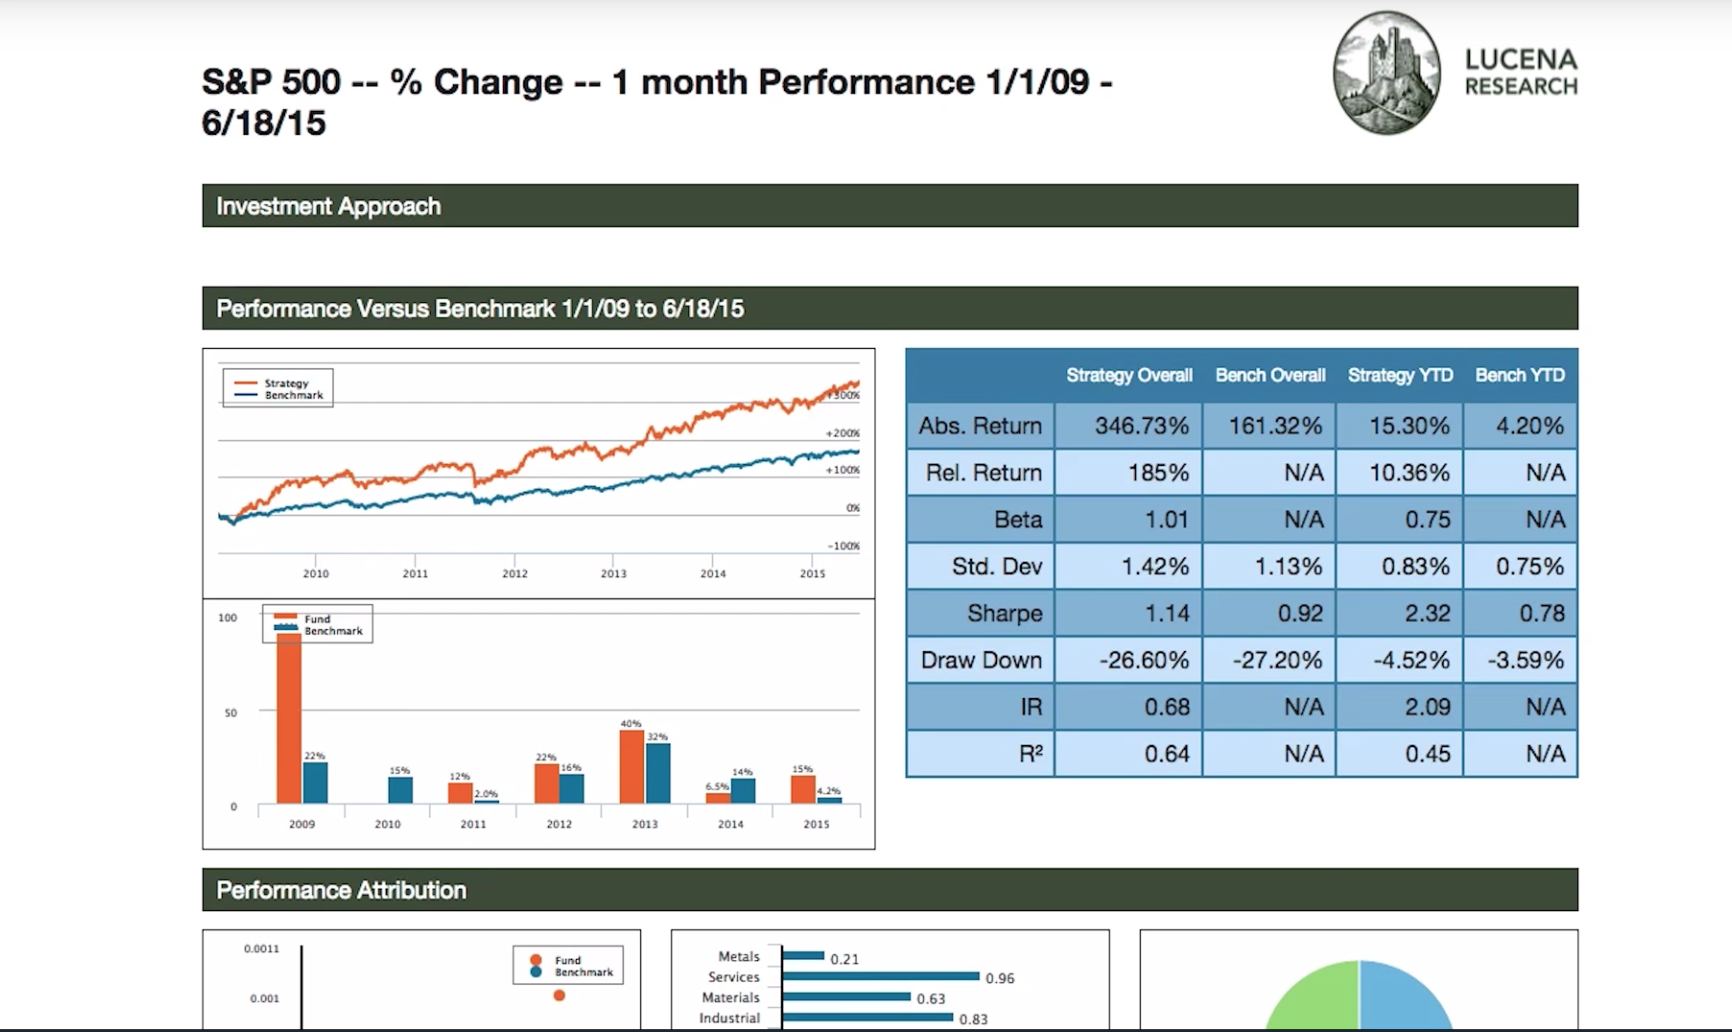 LUCENA
RESEARCH
S&P 500 -- % Change -- 1 month Performance 1/1/09 -
6/18/15
Investment Approach
Performance Versus Benchmark 1/1/09 to 6/18/15
Strategy
Benchmark
+300%
+200%
+100%
0%
-100%
2010 2011 2012 2013 2014 2015
100
50
0
Fund
Benchmark
22%
15%
12%
2.0%
22%
16%
40%
32%
6.5%
14%
15%
4.2%
2009 2010 2011 2012 2013 2014 2015
Strategy Overall Bench Overall Strategy YTD Bench YTD
Abs. Return 346.73% 161.32% 15.30% 4.20%
Rel. Return 185% N/A 10.36% N/A
Beta 1.01 N/A 0.75 N/A
Std. Dev 1.42% 1.13% 0.83% 0.75%
Sharpe 1.14 0.92 2.32 0.78
Draw Down -26.60% -27.20% -4.52% -3.59%
IR 0.68 N/A 2.09 N/A
R² 0.64 N/A 0.45 N/A
Performance Attribution
0.0011
0.001
Fund
Benchmark
Metals 0.21
Services 0.96
Materials 0.63
Industrial 0.83